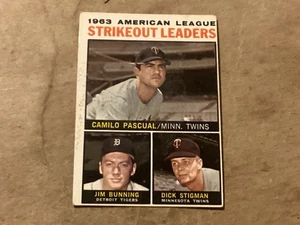 1963 AMERICAN LEAGUE
STRIKEOUT LEADERS
CAMILO PASCUAL/MINN. TWINS
JIM BUNNING
DETROIT TIGERS
DICK STIGMAN
MINNESOTA TWINS